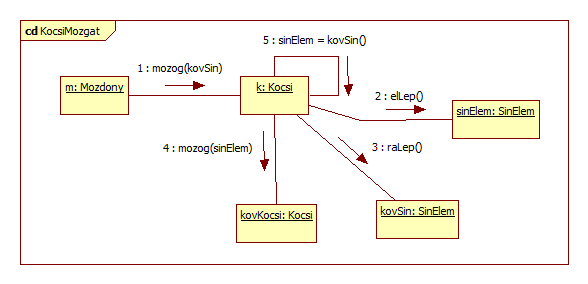 cd KocsiMozgat
5 : sinElem = kovSin()
1 : mozog(kovSin)
m: Mozdony
k: Kocsi
2 : elLep()
sinElem: SinElem
4 : mozog(sinElem)
3 : raLep()
kovKocsi: Kocsi
kovSin: SinElem